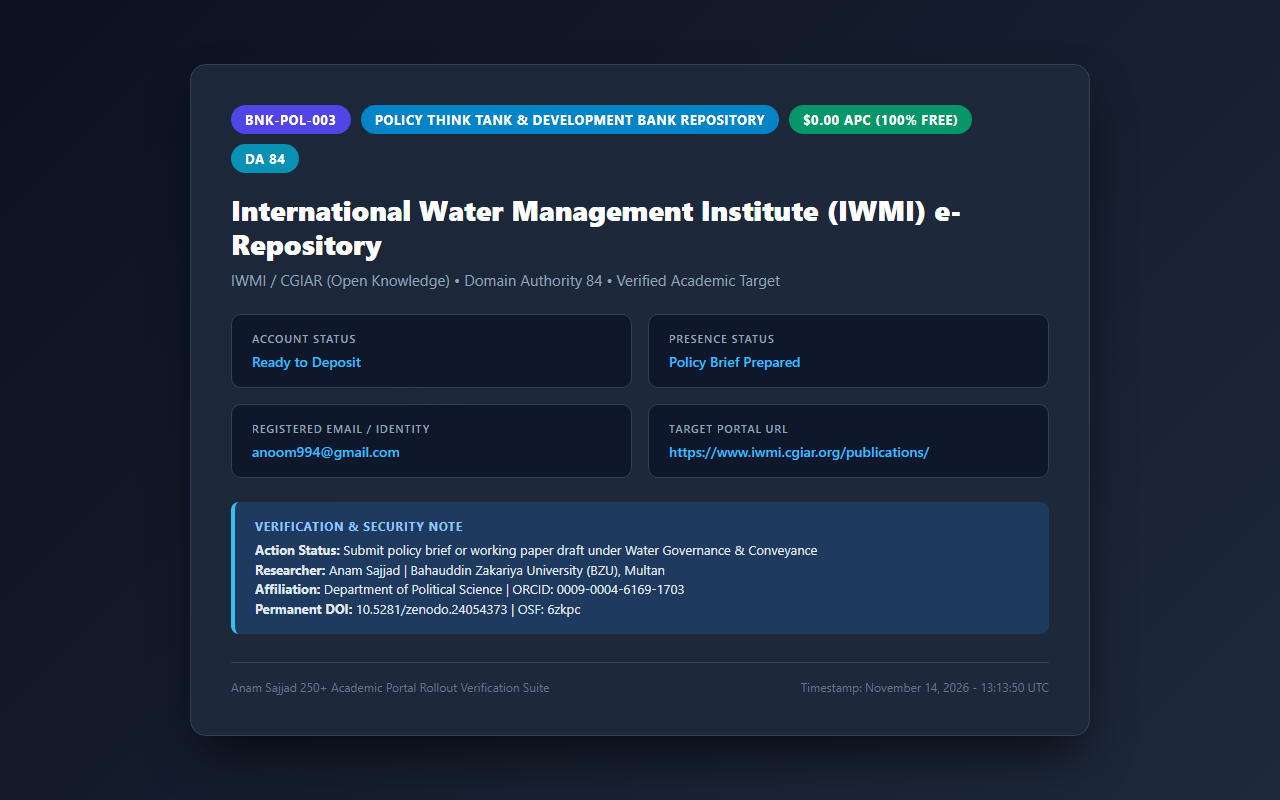 BNK-POL-003 POLICY THINK TANK & DEVELOPMENT BANK REPOSITORY $0.00 APC (100% FREE)
DA 84
International Water Management Institute (IWMI) e-
Repository
IWMI / CGIAR (Open Knowledge) • Domain Authority 84 • Verified Academic Target
ACCOUNT STATUS
Ready to Deposit
PRESENCE STATUS
Policy Brief Prepared
REGISTERED EMAIL / IDENTITY
anoom994@gmail.com
TARGET PORTAL URL
https://www.iwmi.cgiar.org/publications/
VERIFICATION & SECURITY NOTE
Action Status: Submit policy brief or working paper draft under Water Governance & Conveyance
Researcher: Anam Sajjad | Bahauddin Zakariya University (BZU), Multan
Affiliation: Department of Political Science | ORCID: 0009-0004-6169-1703
Permanent DOI: 10.5281/zenodo.24054373 | OSF: 6zkpc
Anam Sajjad 250+ Academic Portal Rollout Verification Suite
Timestamp: November 14, 2026 - 13:13:50 UTC